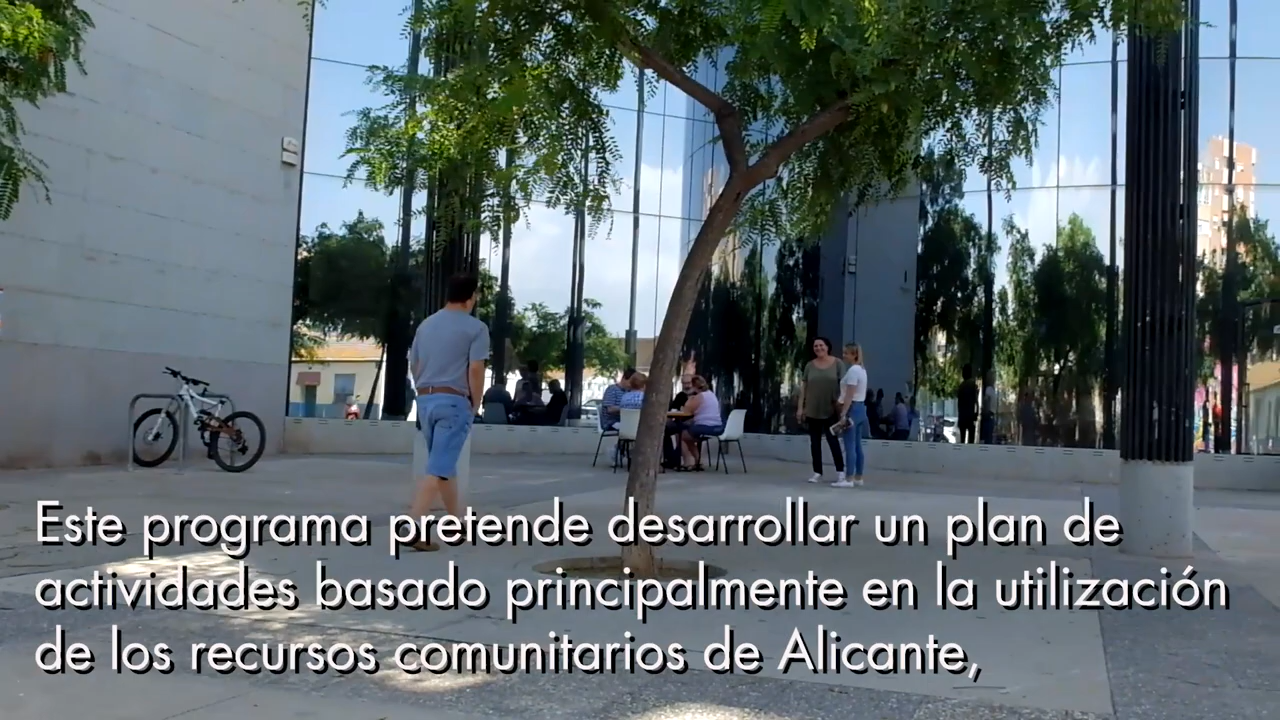 Este programa pretende desarrollar un plan de
actividades basado principalmente en la utilización
de los recursos comunitarios de Alicante,